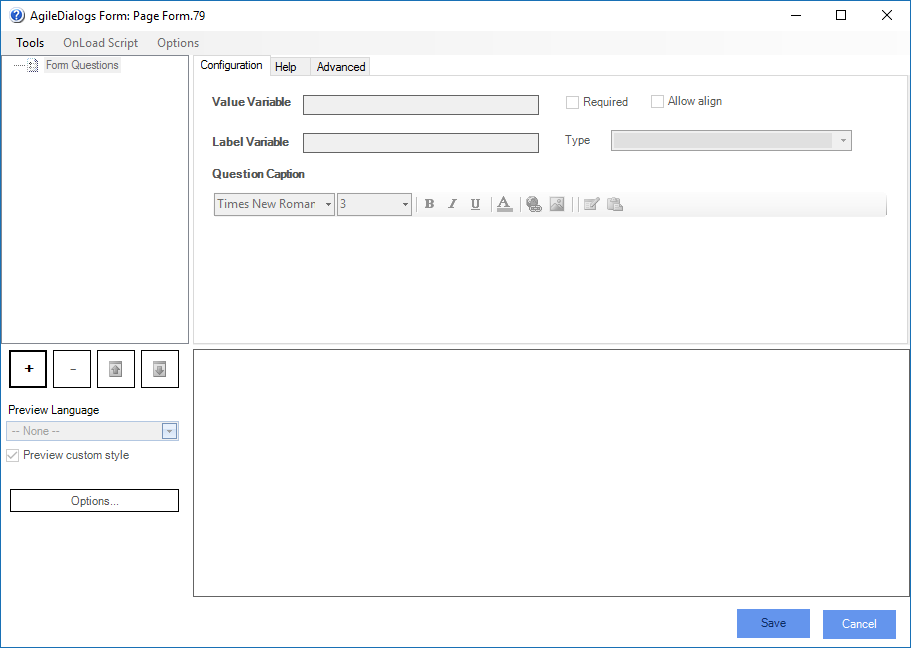 AgileDialogs Form: Page Form.79
Tools OnLoad Script Options
Form Questions
Configuration Help Advanced
Value Variable Required Allow align
Label Variable Type
Question Caption
Times New Romar 3 B I U A
+ -
Preview Language
-- None --
Preview custom style
Options...
Save Cancel